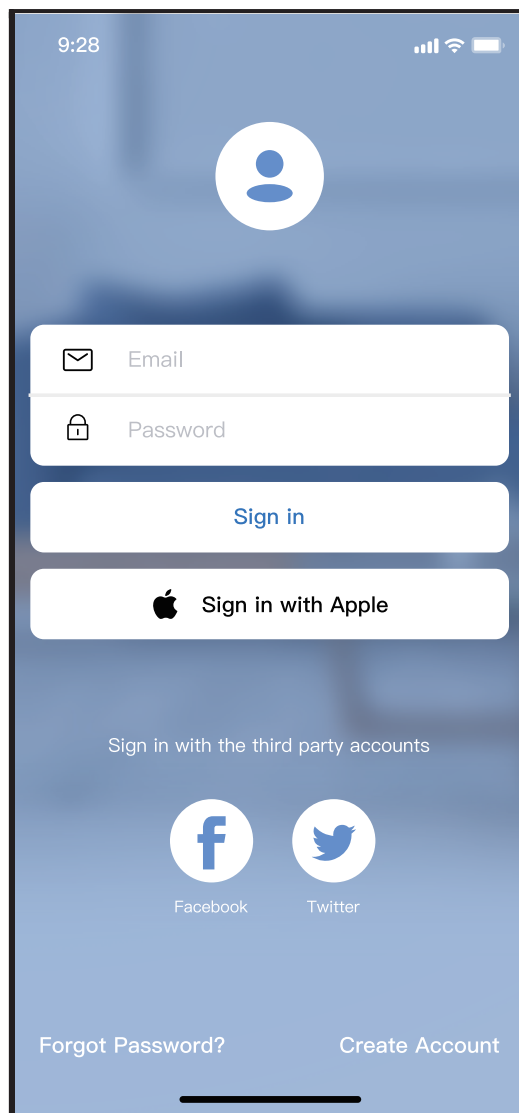 9:28
Email
Password
Sign in
Sign in with Apple
Sign in with the third party accounts
Facebook Twitter
Forgot Password? Create Account